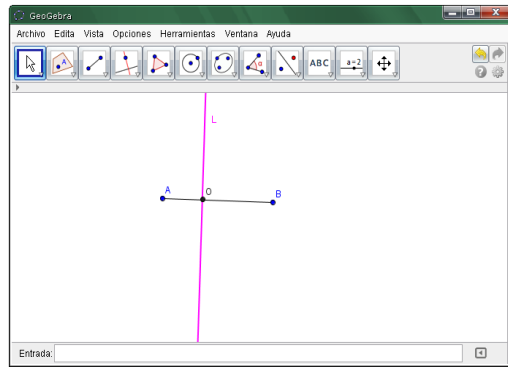 GeoGebra
Archivo Edita Vista Opciones Herramientas Ventana Ayuda
A α ABC a=2
L
A O B
Entrada: